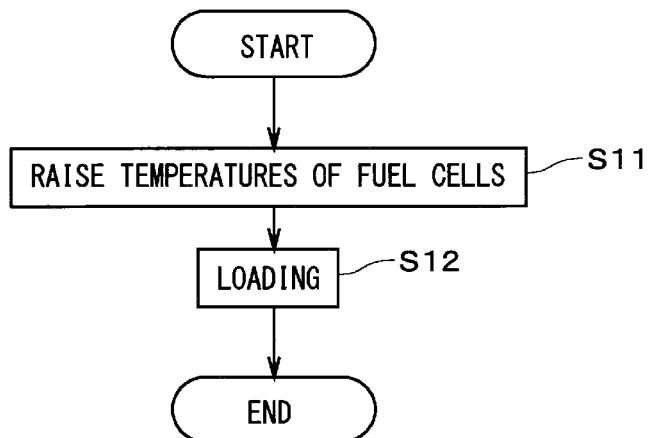 START
RAISE TEMPERATURES OF FUEL CELLS
S11
LOADING
S12
END